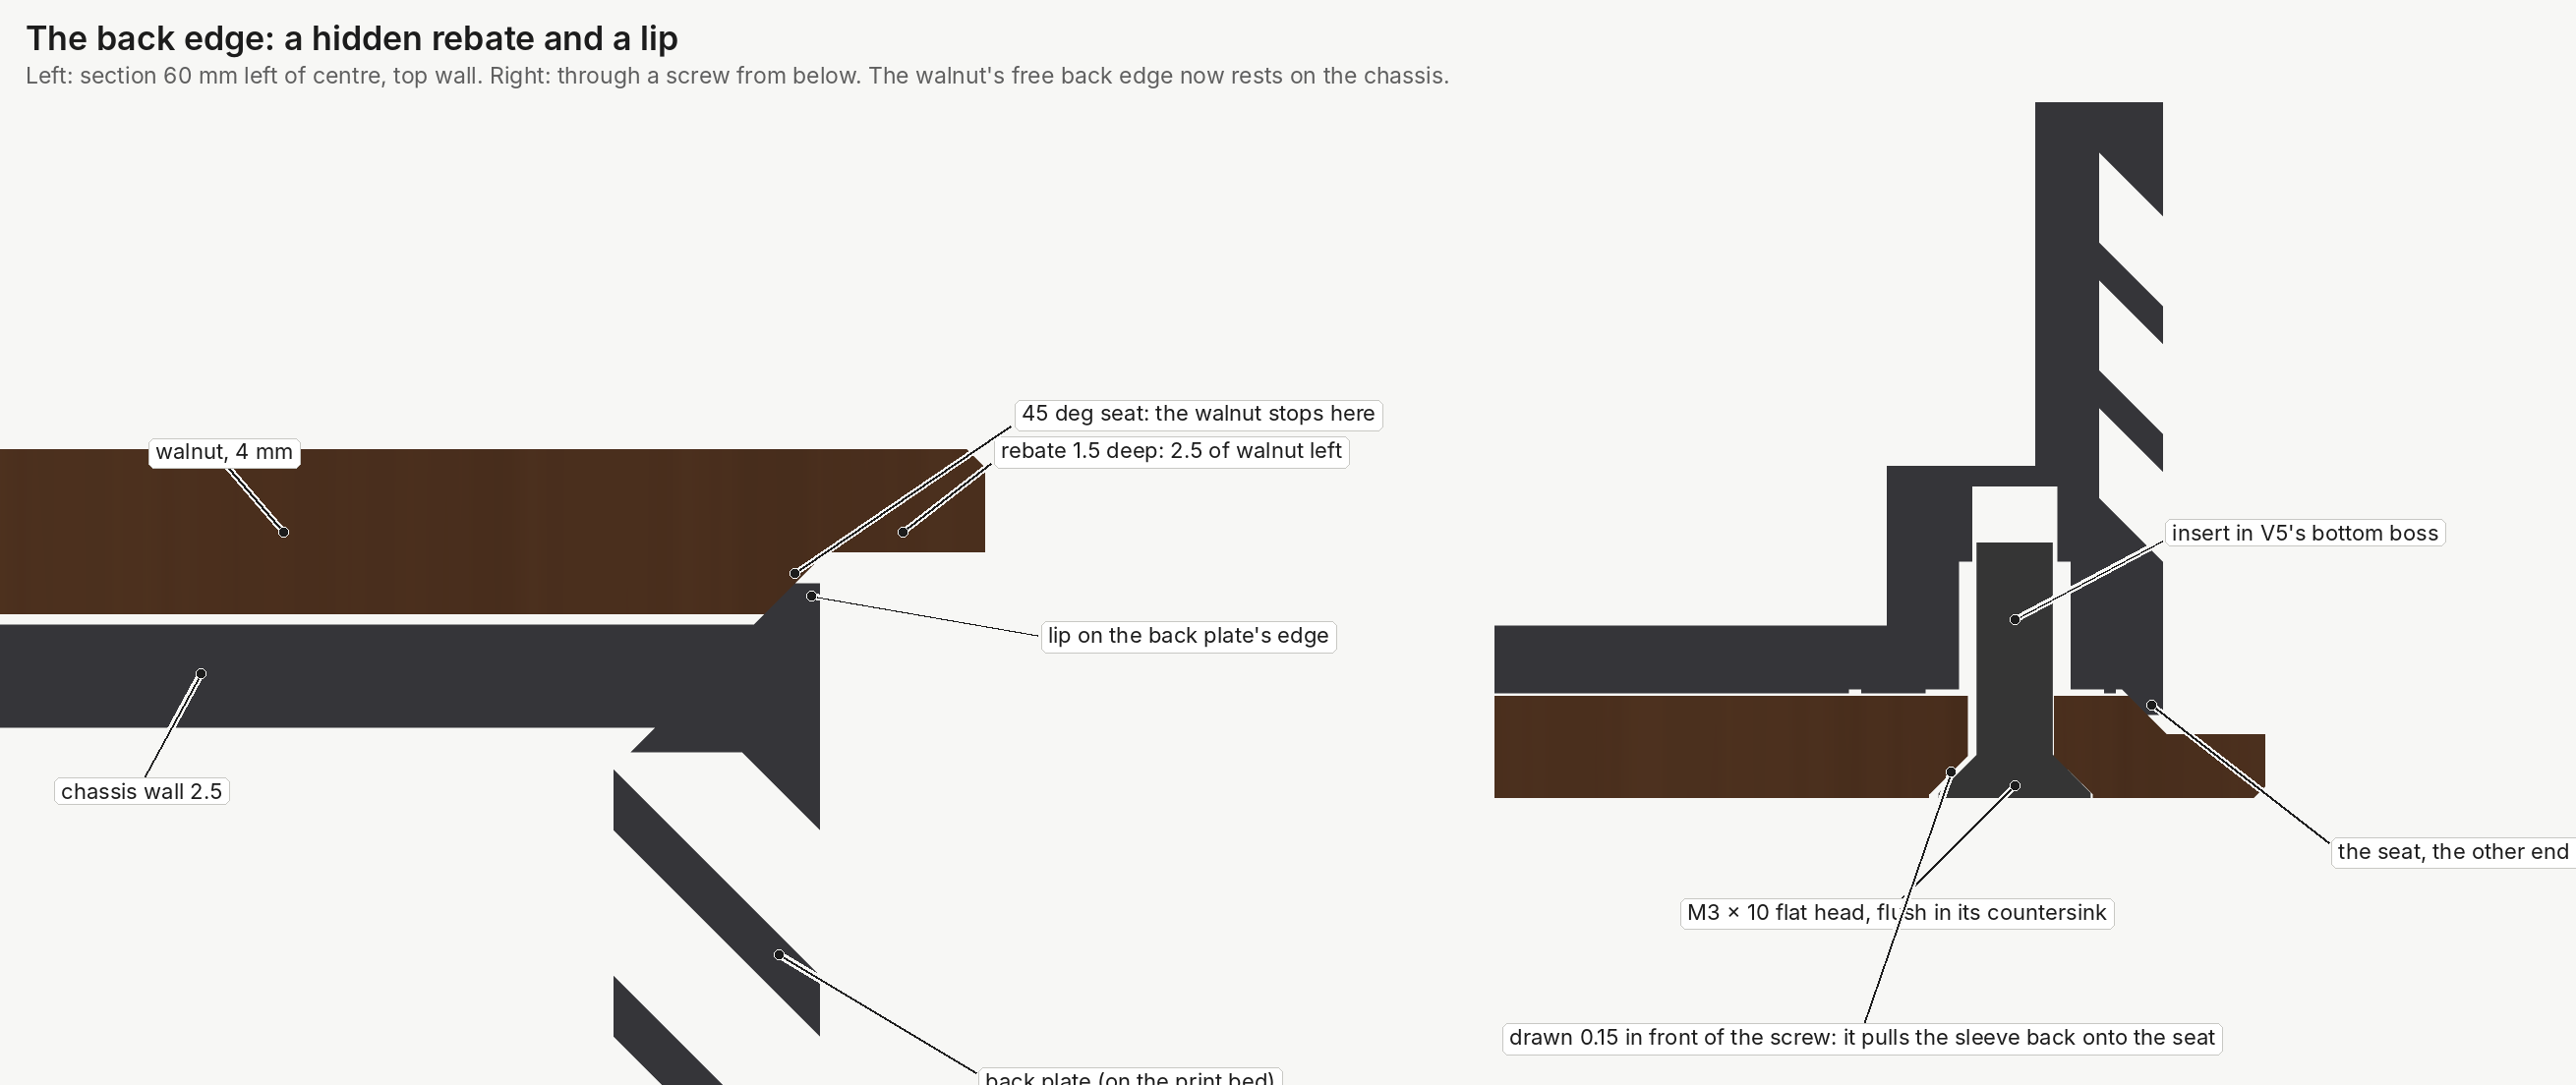 The back edge: a hidden rebate and a lip
Left: section 60 mm left of centre, top wall. Right: through a screw from below. The walnut's free back edge now rests on the chassis.
45 deg seat: the walnut stops here
walnut, 4 mm
rebate 1.5 deep: 2.5 of walnut left
insert in V5's bottom boss
lip on the back plate's edge
chassis wall 2.5
the seat, the other end
M3 × 10 flat head, flush in its countersink
drawn 0.15 in front of the screw: it pulls the sleeve back onto the seat
back plate (on the print bed)